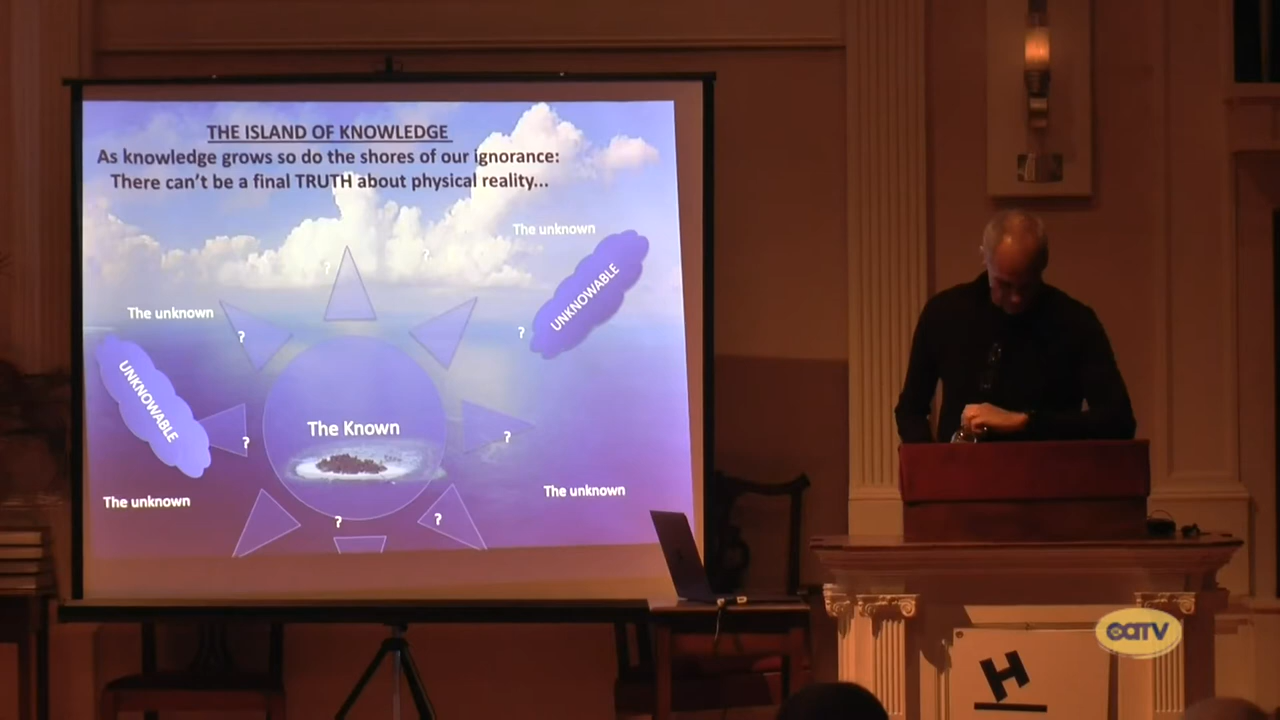 THE ISLAND OF KNOWLEDGE
As knowledge grows so do the shores of our ignorance:
There can't be a final TRUTH about physical reality...
The unknown
?
?
UNKNOWABLE
The unknown
?
?
UNKNOWABLE
The Known
?
?
The unknown
The unknown
?
?
CATV
H